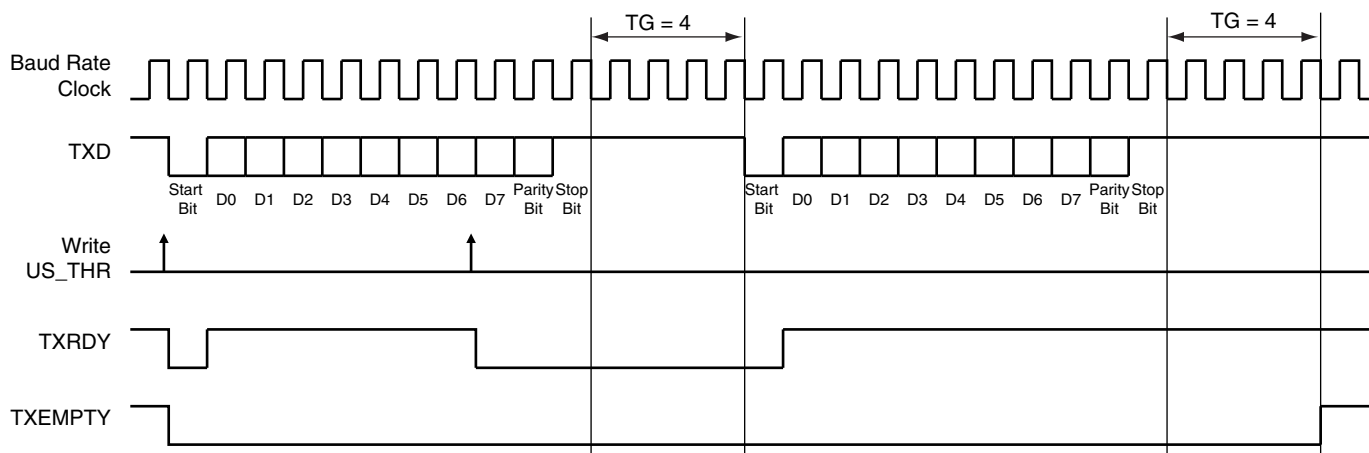 TG = 4
TG = 4
Baud Rate
Clock
TXD
Start
Bit
D0
D1
D2
D3
D4
D5
D6
D7
Parity
Bit
Stop
Bit
Start
Bit
D0
D1
D2
D3
D4
D5
D6
D7
Parity
Bit
Stop
Bit
Write
US_THR
TXRDY
TXEMPTY